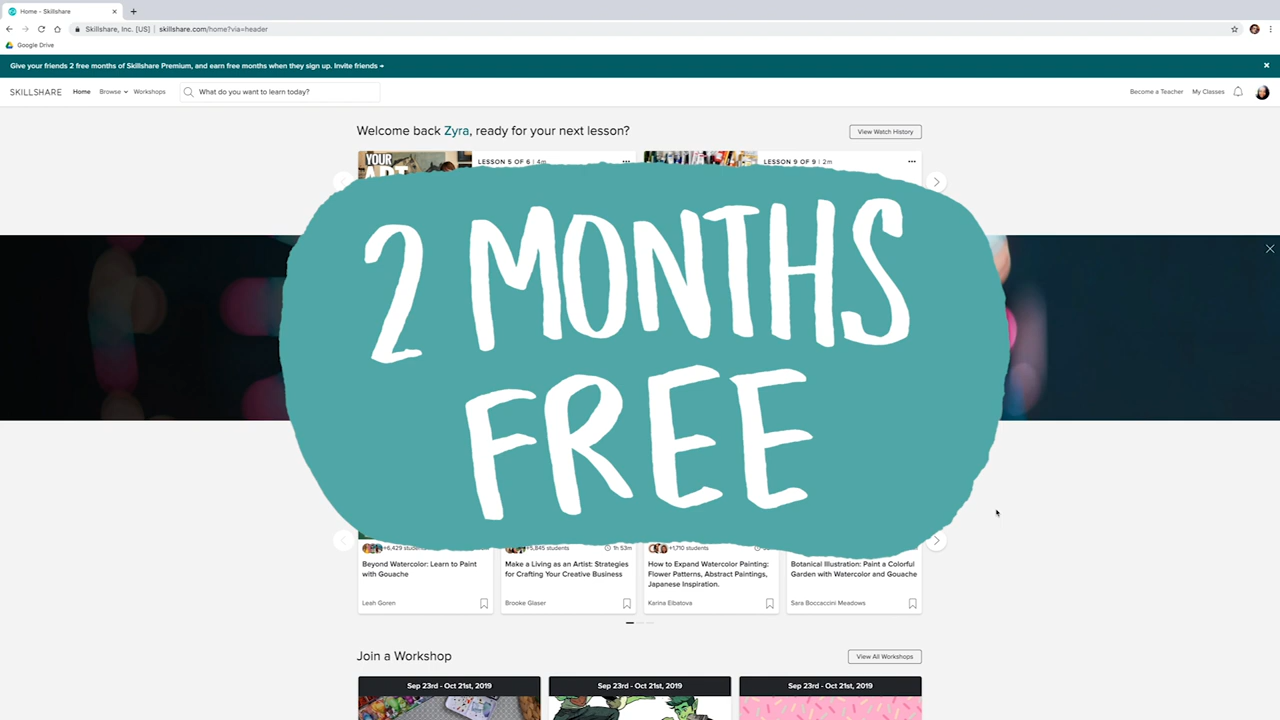 Home - Skillshare
Skillshare, Inc. [US] | skillshare.com/home?via=header
Google Drive
Give your friends 2 free months of Skillshare Premium, and earn free months when they sign up. Invite friends →
SKILLSHARE Home Browse Workshops What do you want to learn today? Become a Teacher My Classes
Welcome back Zyra, ready for your next lesson? View Watch History
YOUR
ART
LESSON 5 OF 6 | 4m
LESSON 9 OF 9 | 2m
2 MONTHS
FREE
+6,429 students
+5,845 students 1h 53m
+1,710 students
Beyond Watercolor: Learn to Paint
with Gouache
Leah Goren
Make a Living as an Artist: Strategies
for Crafting Your Creative Business
Brooke Glaser
How to Expand Watercolor Painting:
Flower Patterns, Abstract Paintings,
Japanese Inspiration.
Karina Eibatova
Botanical Illustration: Paint a Colorful
Garden with Watercolor and Gouache
Sara Boccaccini Meadows
Join a Workshop View All Workshops
Sep 23rd - Oct 21st, 2019
Sep 23rd - Oct 21st, 2019
Sep 23rd - Oct 21st, 2019